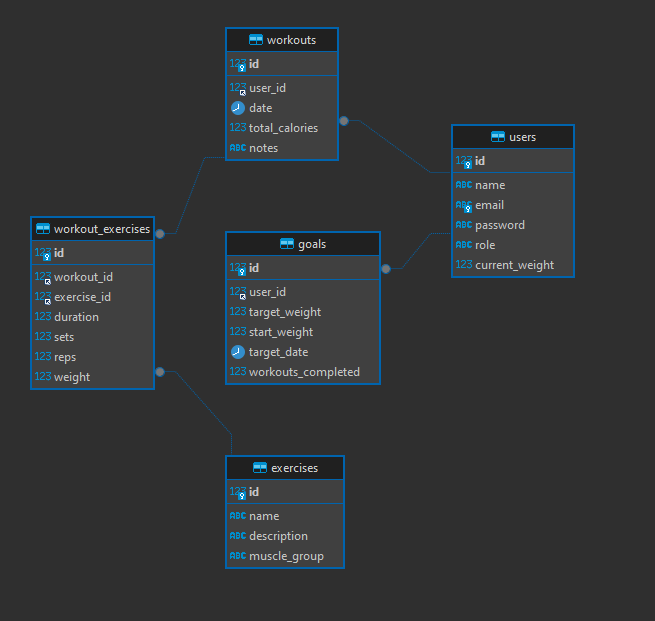 workouts
123 id
123 user_id
date
123 total_calories
ABC notes
users
123 id
ABC name
ABC email
ABC password
ABC role
123 current_weight
workout_exercises
123 id
123 workout_id
123 exercise_id
123 duration
123 sets
123 reps
123 weight
goals
123 id
123 user_id
123 target_weight
123 start_weight
target_date
123 workouts_completed
exercises
123 id
ABC name
ABC description
ABC muscle_group